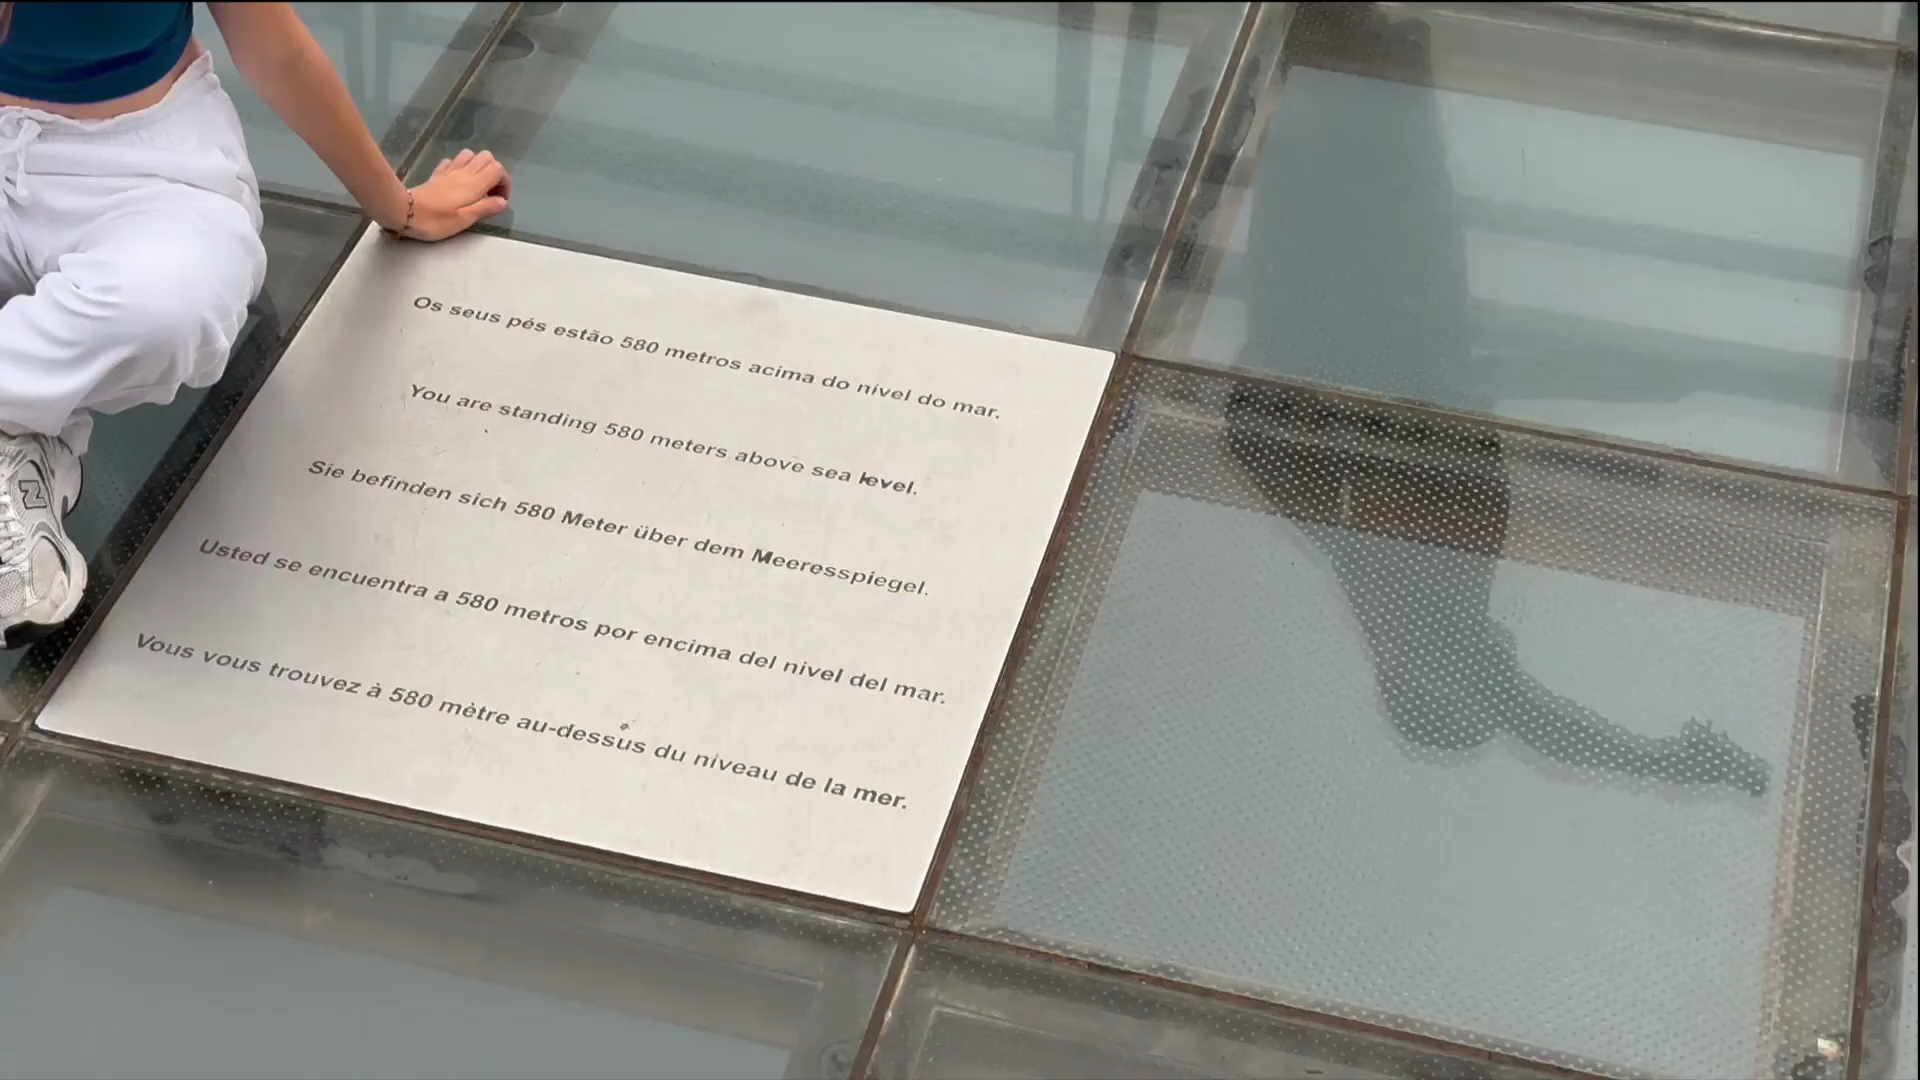 Os seus pés estão 580 metros acima do nivel do mar.
You are standing 580 meters above sea level.
Sie befinden sich 580 Meter über dem Meeresspiegel.
Usted se encuentra a 580 metros por encima del nivel del mar.
Vous vous trouvez à 580 mètre au-dessus du niveau de la mer.
N